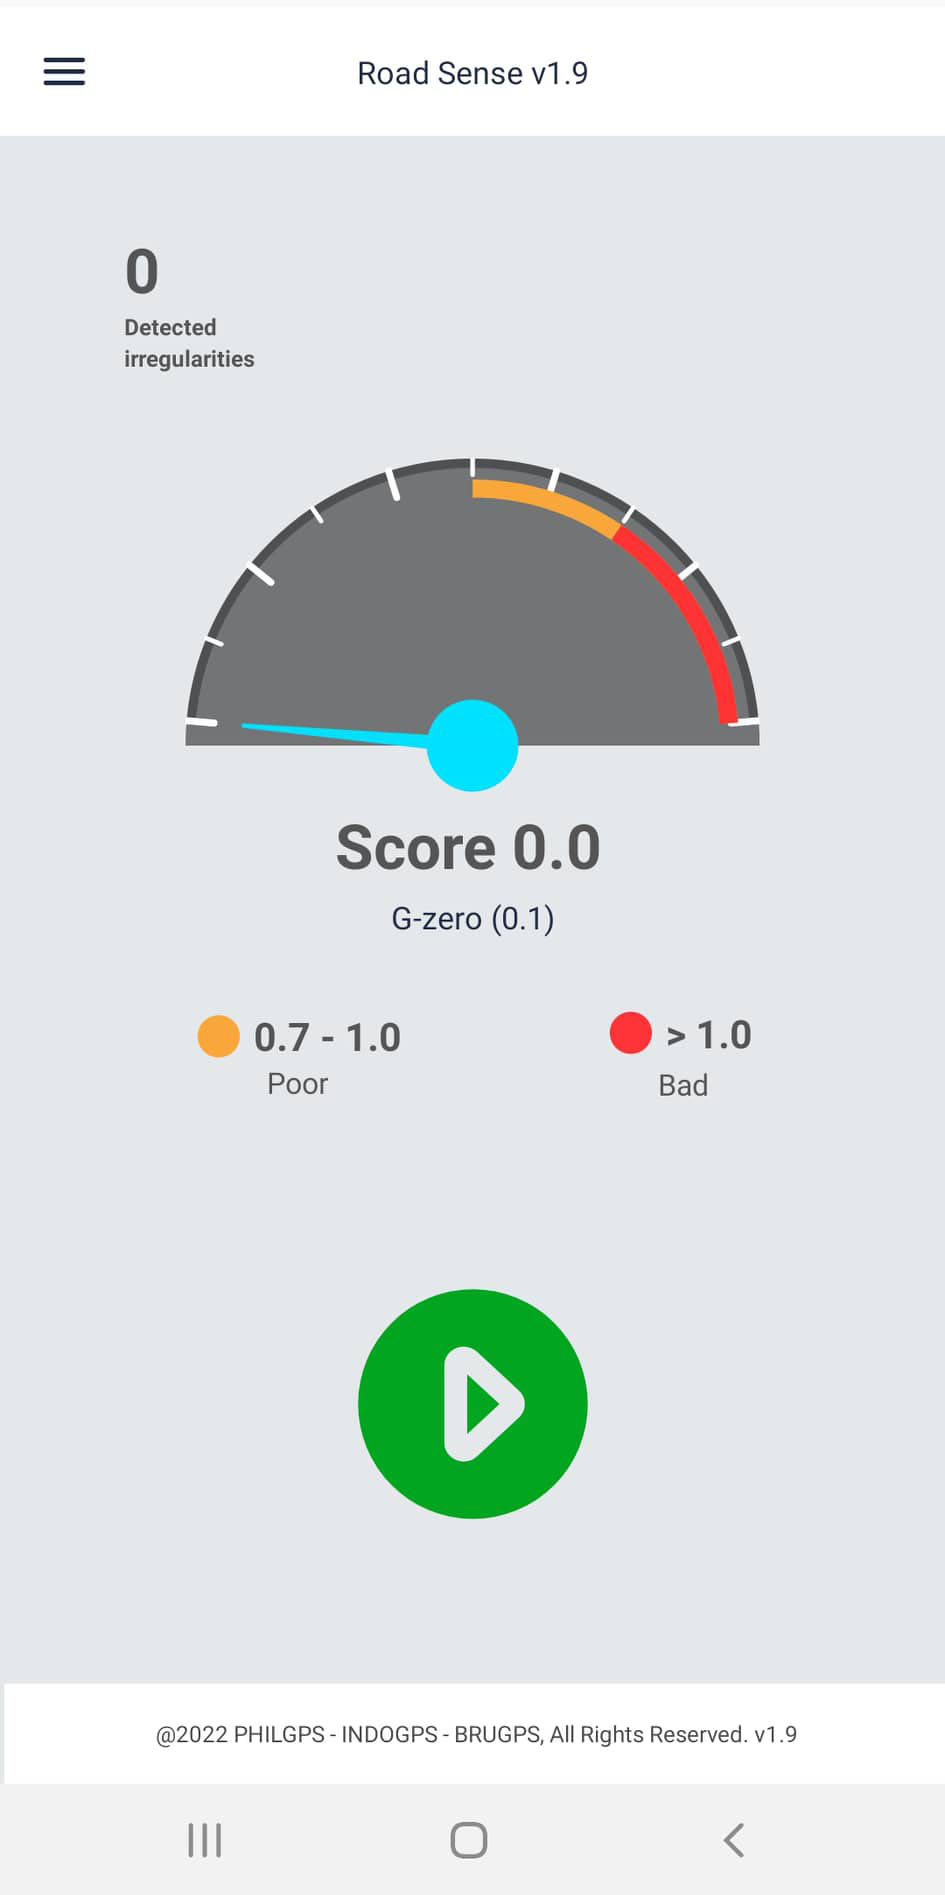 Road Sense v1.9
0
Detected
irregularities
Score 0.0
G-zero (0.1)
0.7 - 1.0
Poor
> 1.0
Bad
@2022 PHILGPS - INDOGPS - BRUGPS, All Rights Reserved. v1.9